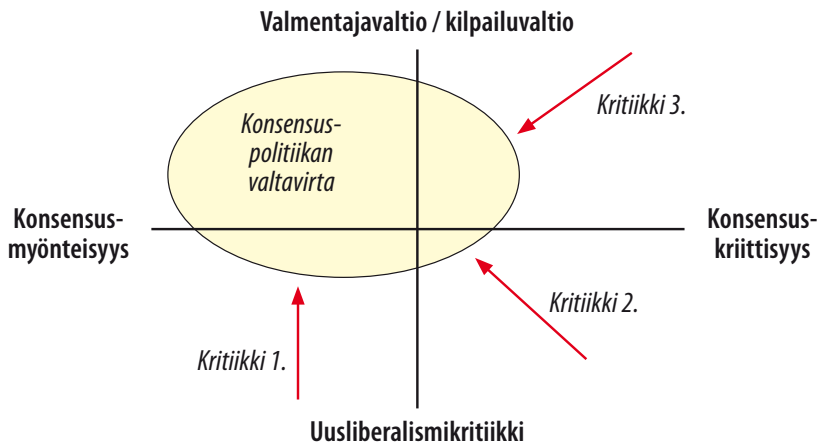 Valmentajavaltio / kilpailuvaltio
Kritiikki 3.
Konsensus-
politiikan
valtavirta
Konsensus-
myönteisyys
Konsensus-
kriittisyys
Kritiikki 2.
Kritiikki 1.
Uusliberalismikritiikki